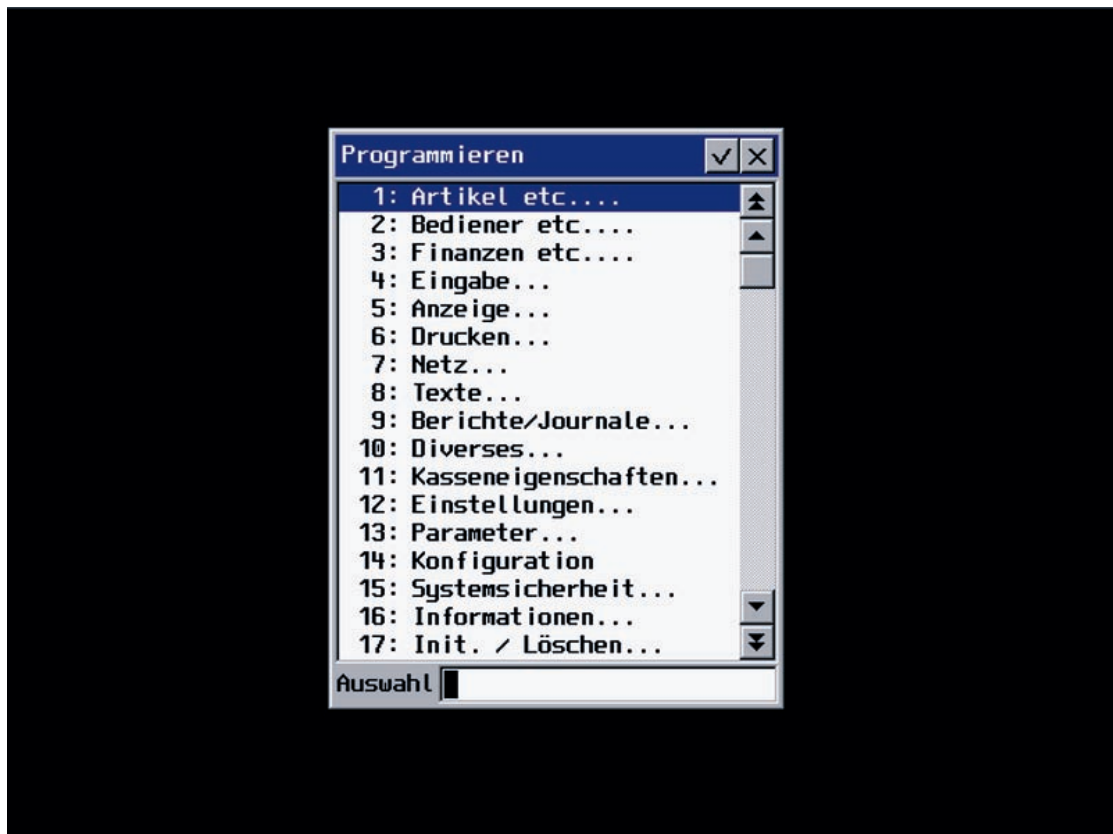 Programmieren
1: Artikel etc....
2: Bediener etc....
3: Finanzen etc....
4: Eingabe...
5: Anzeige...
6: Drucken...
7: Netz...
8: Texte...
9: Berichte/Journale...
10: Diverses...
11: Kasseneigenschaften...
12: Einstellungen...
13: Parameter...
14: Konfiguration
15: Systemsicherheit...
16: Informationen...
17: Init. / Löschen...
Auswahl